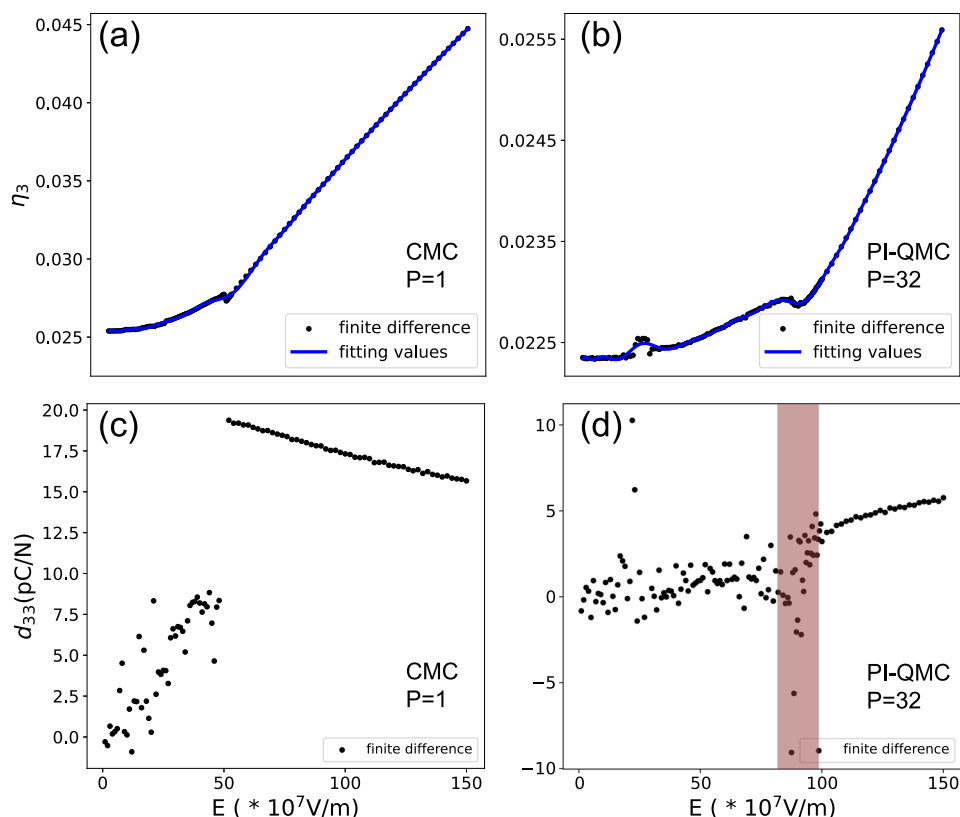 (a)
0.045
0.040
0.035
0.030
0.025
η3
CMC
P=1
finite difference
fitting values
(b)
0.0255
0.0245
0.0235
0.0225
PI-QMC
P=32
finite difference
fitting values
(c)
20.0
17.5
15.0
12.5
10.0
7.5
5.0
2.5
0.0
d33(pC/N)
CMC
P=1
finite difference
0 50 100 150
E ( * 10^7V/m)
(d)
10
5
0
−5
−10
PI-QMC
P=32
finite difference
0 50 100 150
E ( * 10^7V/m)